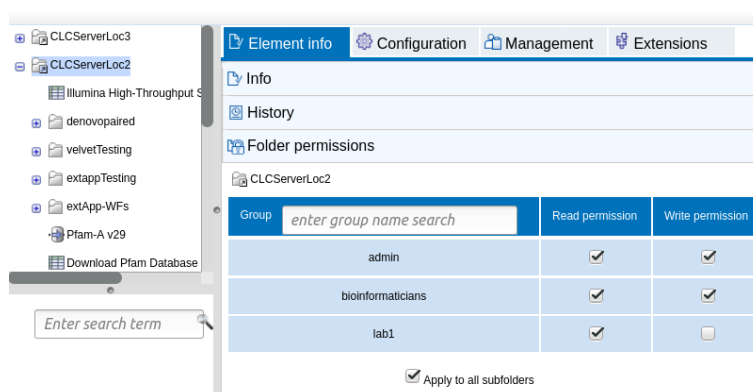 CLCServerLoc3
CLCServerLoc2
Illumina High-Throughput S
denovopaired
velvetTesting
extappTesting
extApp-WFs
Pfam-A v29
Download Pfam Database
Enter search term
Element info Configuration Management Extensions
Info
History
Folder permissions
CLCServerLoc2
Group enter group name search Read permission Write permission
admin
bioinformaticians
lab1
Apply to all subfolders